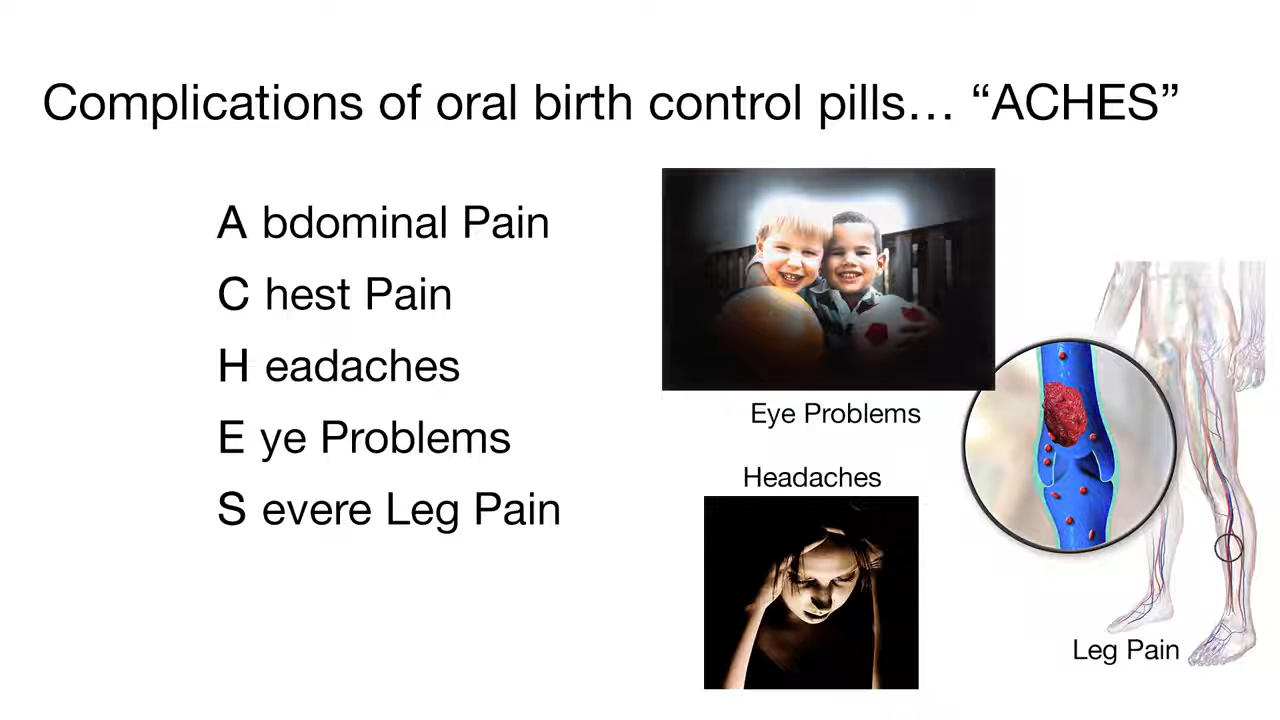 Complications of oral birth control pills… “ACHES”
A bdominal Pain
C hest Pain
H eadaches
E ye Problems
S evere Leg Pain
Eye Problems
Headaches
Leg Pain